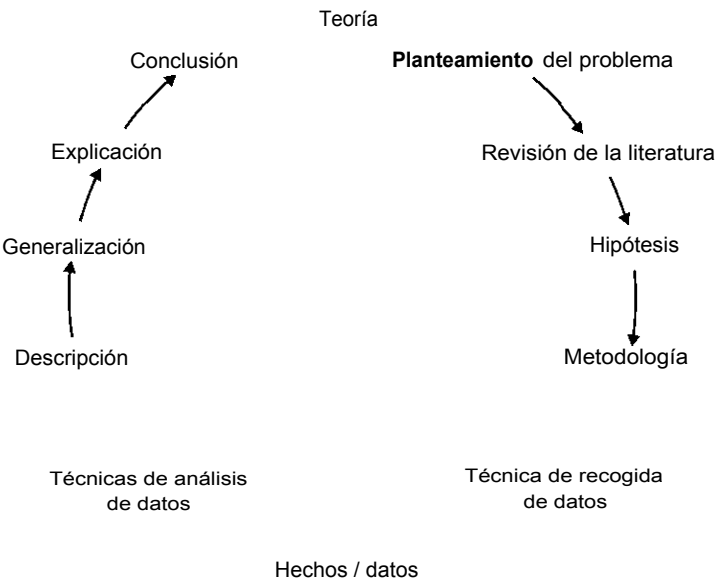 Teoría
Conclusión
Planteamiento del problema
Explicación
Revisión de la literatura
Generalización
Hipótesis
Descripción
Metodología
Técnicas de análisis
de datos
Técnica de recogida
de datos
Hechos / datos